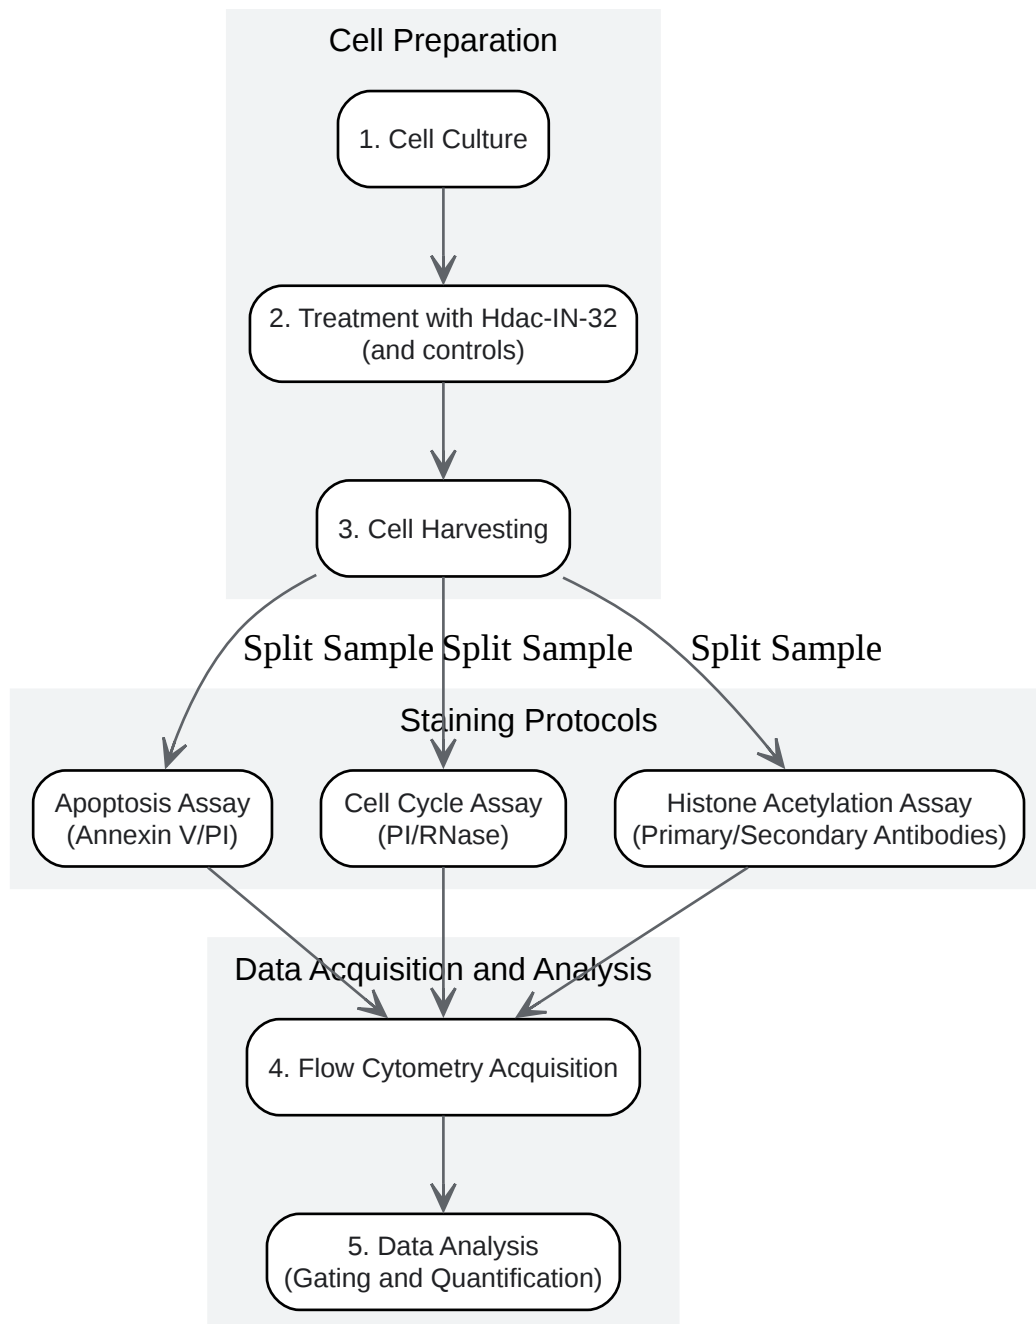 Cell Preparation
1. Cell Culture
2. Treatment with Hdac-IN-32
(and controls)
3. Cell Harvesting
Split Sample
Split Sample
Split Sample
Staining Protocols
Apoptosis Assay
(Annexin V/PI)
Cell Cycle Assay
(PI/RNase)
Histone Acetylation Assay
(Primary/Secondary Antibodies)
Data Acquisition and Analysis
4. Flow Cytometry Acquisition
5. Data Analysis
(Gating and Quantification)